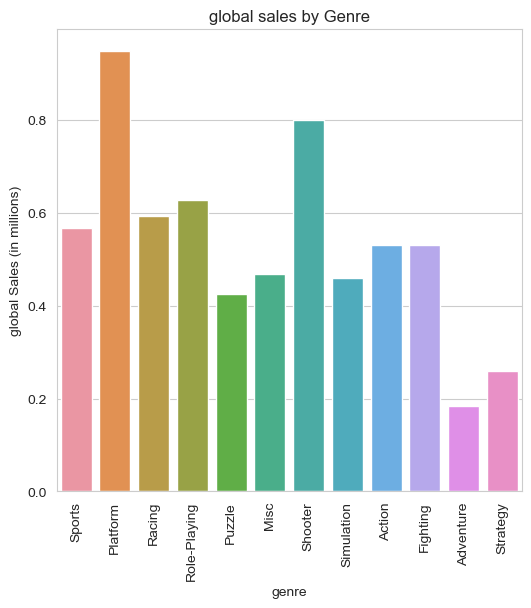 global sales by Genre
global Sales (in millions)
0.8
0.6
0.4
0.2
0.0
Sports
Platform
Racing
Role-Playing
Puzzle
Misc
Shooter
Simulation
Action
Fighting
Adventure
Strategy
genre